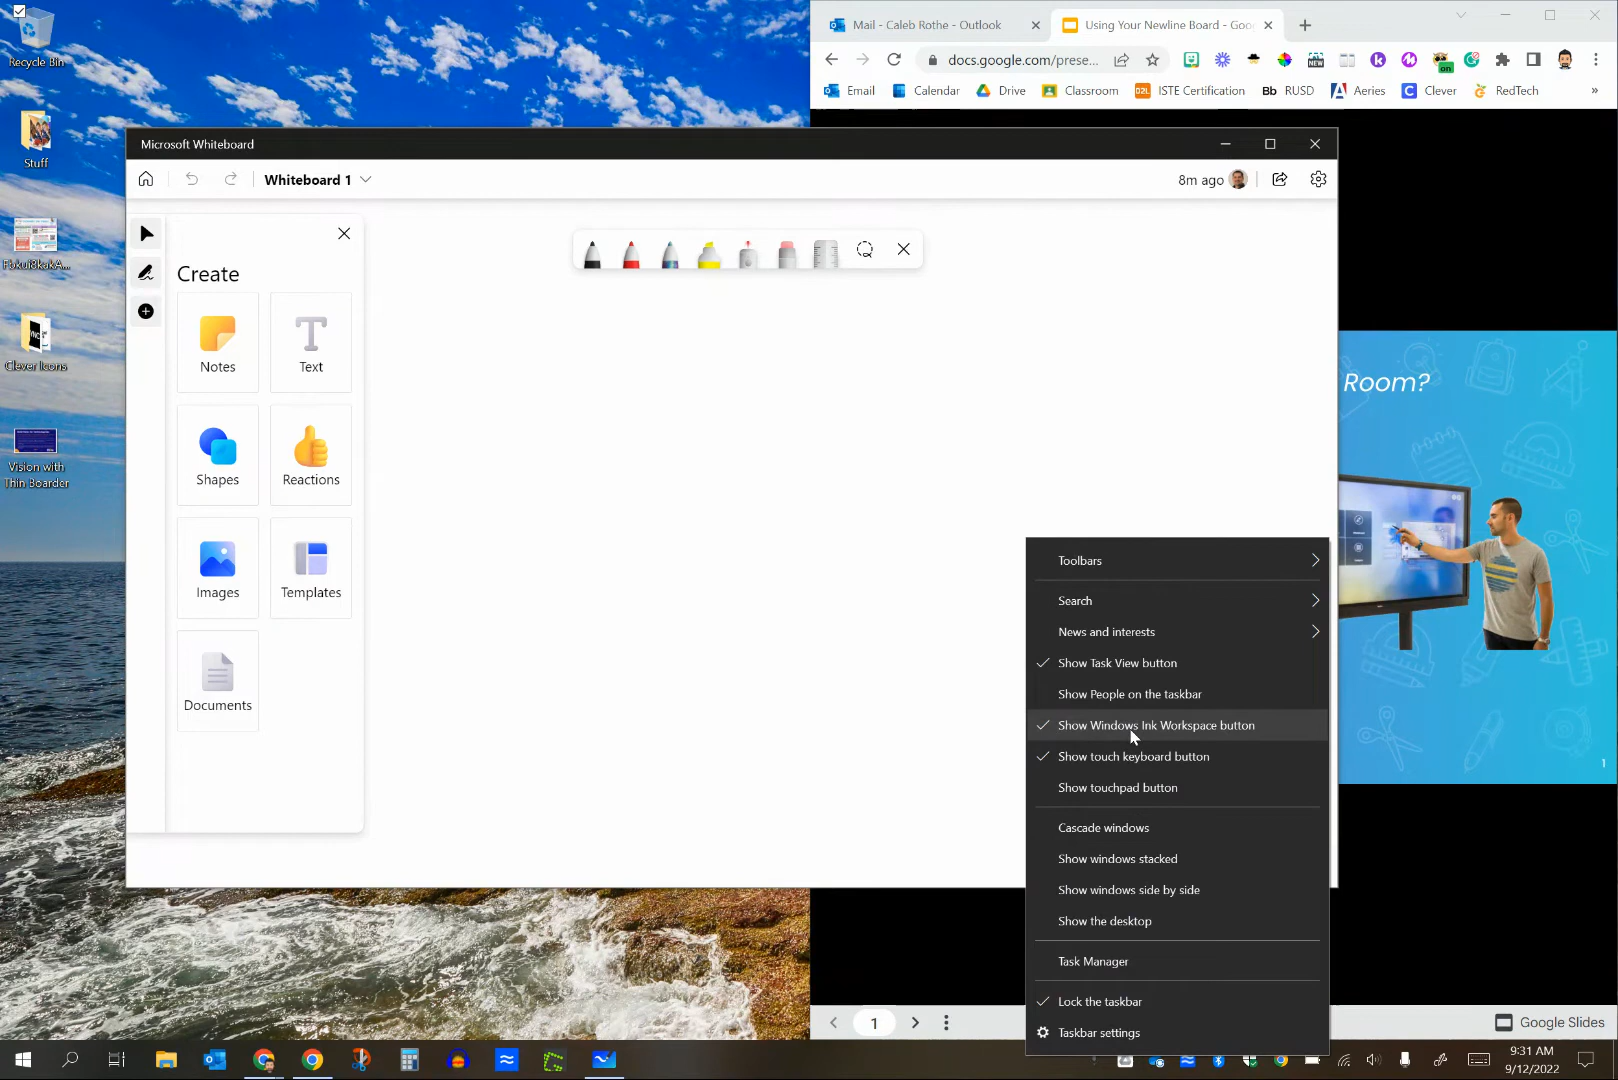 Recycle Bin
Stuff
Clever Icons
Vision with
Thin Boarder
Mail - Caleb Rothe - Outlook
Using Your Newline Board - Goo
docs.google.com/prese...
NEW
on
Email
Calendar
Drive
Classroom
D2L
ISTE Certification
Bb
RUSD
Aeries
Clever
RedTech
»
Microsoft Whiteboard
Whiteboard 1
8m ago
Create
Notes
Text
Shapes
Reactions
Images
Templates
Documents
Room?
1
Toolbars
Search
News and interests
Show Task View button
Show People on the taskbar
Show Windows Ink Workspace button
Show touch keyboard button
Show touchpad button
Cascade windows
Show windows stacked
Show windows side by side
Show the desktop
Task Manager
Lock the taskbar
Taskbar settings
1
Google Slides
9:31 AM
9/12/2022